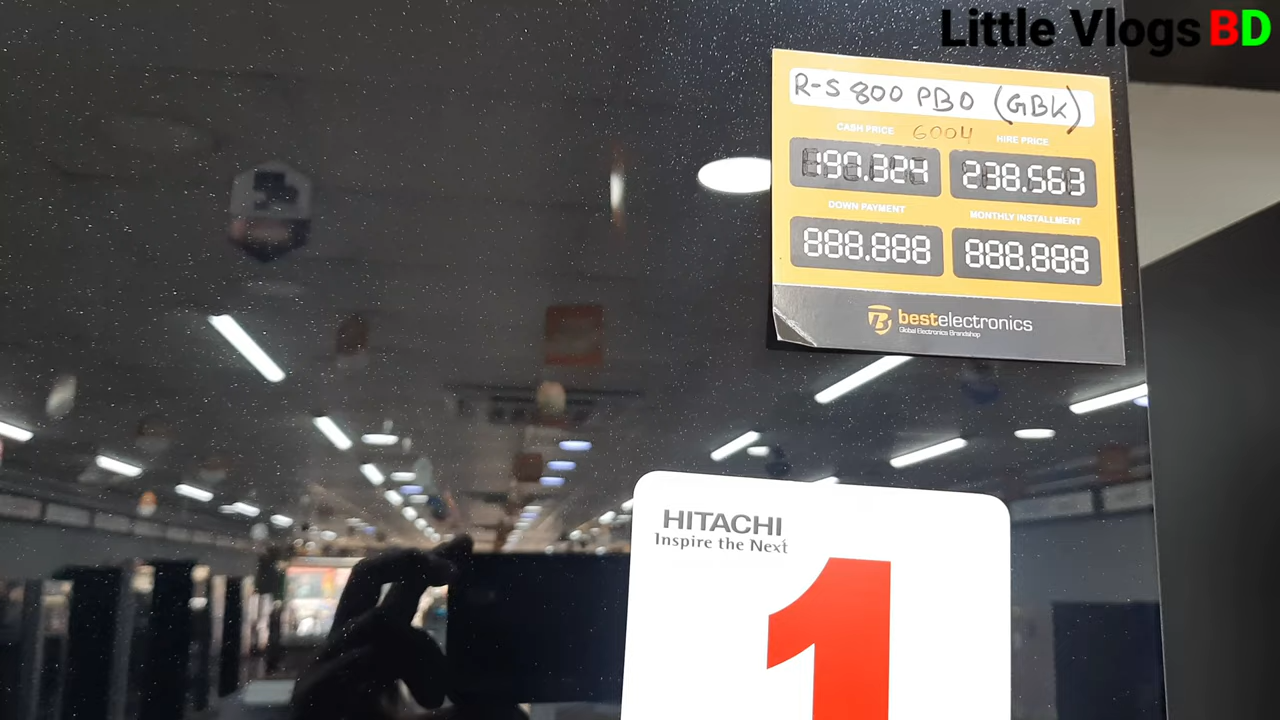 Little Vlogs BD
R-S 800 PBO (GBK)
6004
CASH PRICE
HIRE PRICE
190.324
238.563
DOWN PAYMENT
MONTHLY INSTALLMENT
888.888
888.888
bestelectronics
Global Electronics Brandshop
HITACHI
Inspire the Next
1